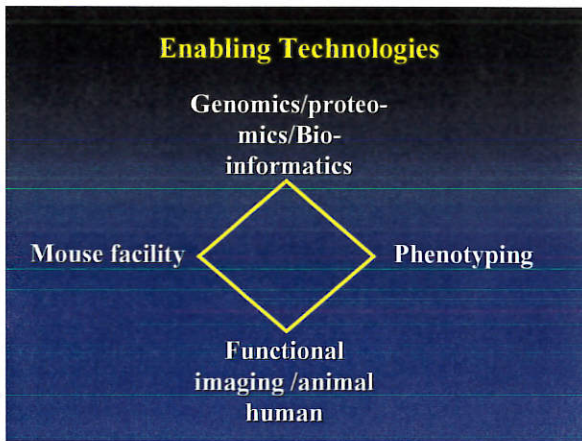 Enabling Technologies
Genomics/proteo-
mics/Bio-
informatics
Mouse facility
Phenotyping
Functional
imaging /animal
human